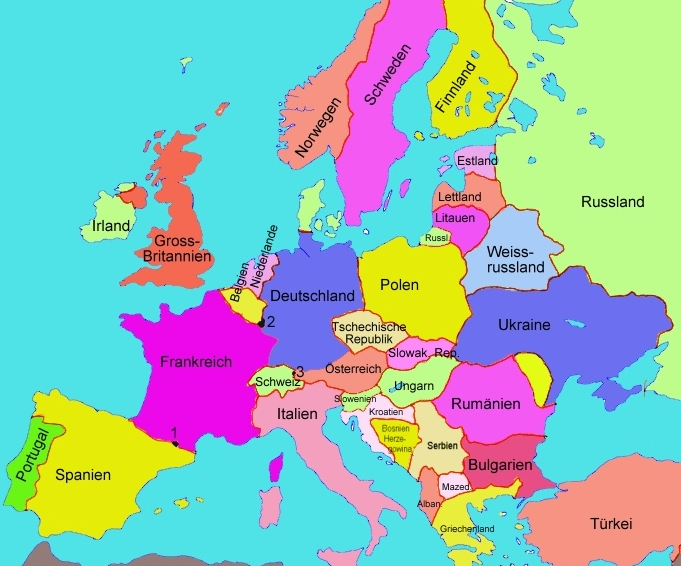 Schweden
Finnland
Norwegen
Estland
Lettland
Russland
Litauen
Irland
Russl.
Gross-
Britannien
Niederlande
Weiss-
russland
Belgien
Deutschland
Polen
2
Ukraine
Tschechische
Republik
Frankreich
Slowak. Rep.
3
Österreich
Schweiz
Ungarn
Slowenien
Rumänien
Italien
Kroatien
1
Bosnien
Herze-
gowina
Serbien
Portugal
Spanien
Bulgarien
Mazed.
Alban.
Griechenland
Türkei